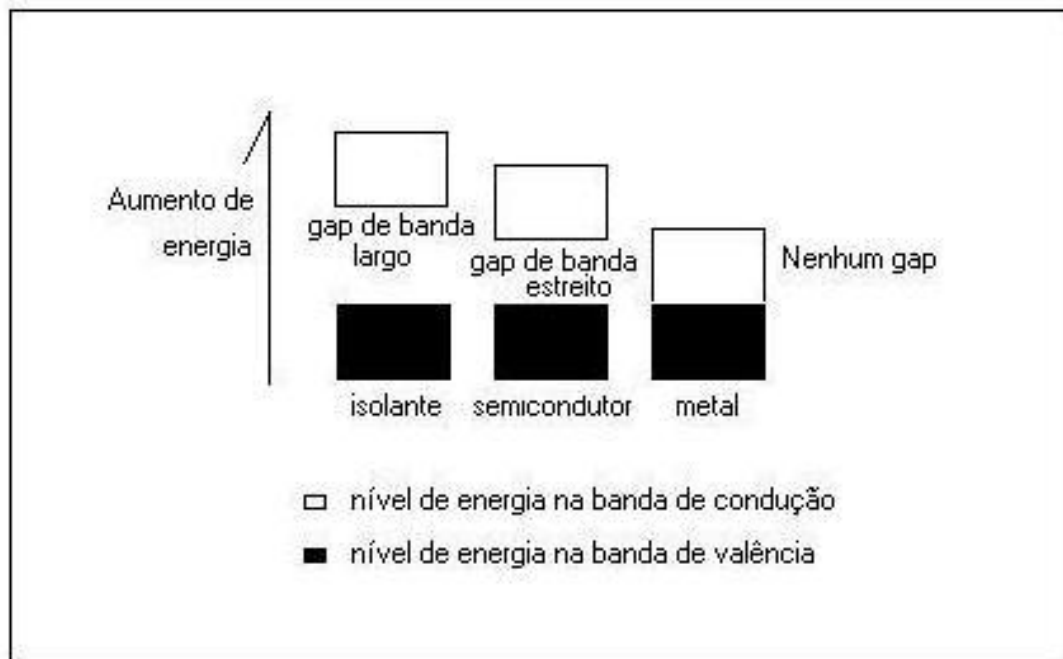 Aumento de
energia
gap de banda
largo
gap de banda
estreito
Nenhum gap
isolante
semicondutor
metal
nível de energia na banda de condução
nível de energia na banda de valência